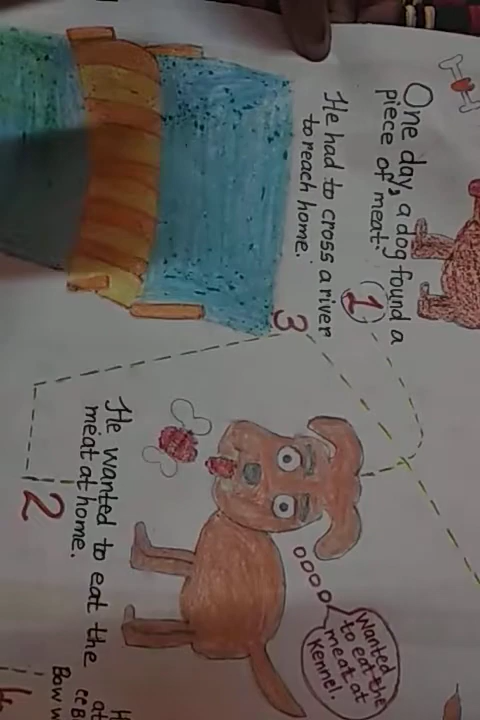 One day, a dog found a
piece of meat.
(1)
He had to cross a river
to reach home.
3
He wanted to eat the
meat at home.
2
Wanted
to eat the
meat at
Kennel
Bow w